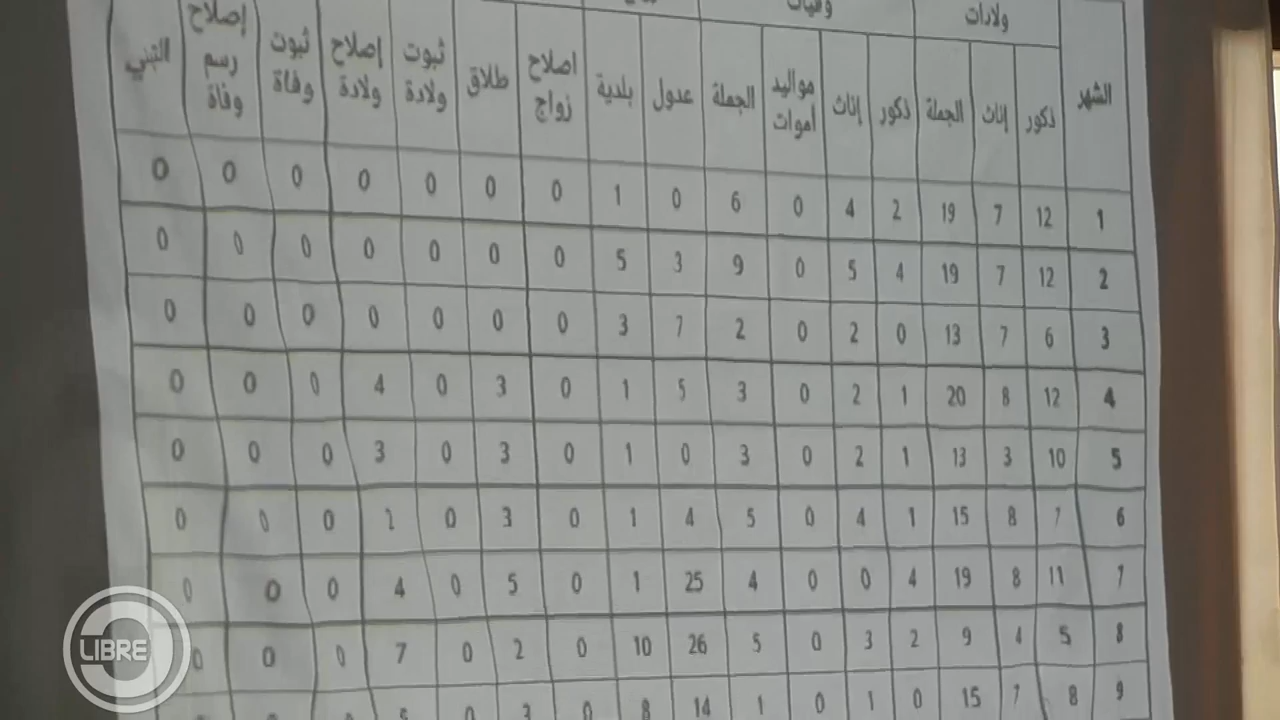 ولادات وفيات
الشهر ذكور إناث الجملة ذكور إناث مواليد أموات الجملة عدول بلدية اصلاح زواج طلاق ثبوت ولادة إصلاح ولادة ثبوت وفاة إصلاح رسم وفاة التبني
1 12 7 19 2 4 0 6 0 1 0 0 0 0 0 0 0
2 12 7 19 4 5 0 9 3 5 0 0 0 0 0 0 0
3 6 7 13 0 2 0 2 7 3 0 0 0 0 0 0 0
4 12 8 20 1 2 0 3 5 1 0 3 0 4 0 0 0
5 10 3 13 1 2 0 3 0 1 0 3 0 3 0 0 0
6 7 8 15 1 4 0 5 4 1 0 3 0 0 0 0
7 11 8 19 4 0 0 4 25 1 0 5 0 4 0 0 0
8 5 4 9 2 3 0 5 26 10 0 2 0 7 0 0 0
9 8 7 15 0 1 0 1 14 8 0 3 0
LIBRE